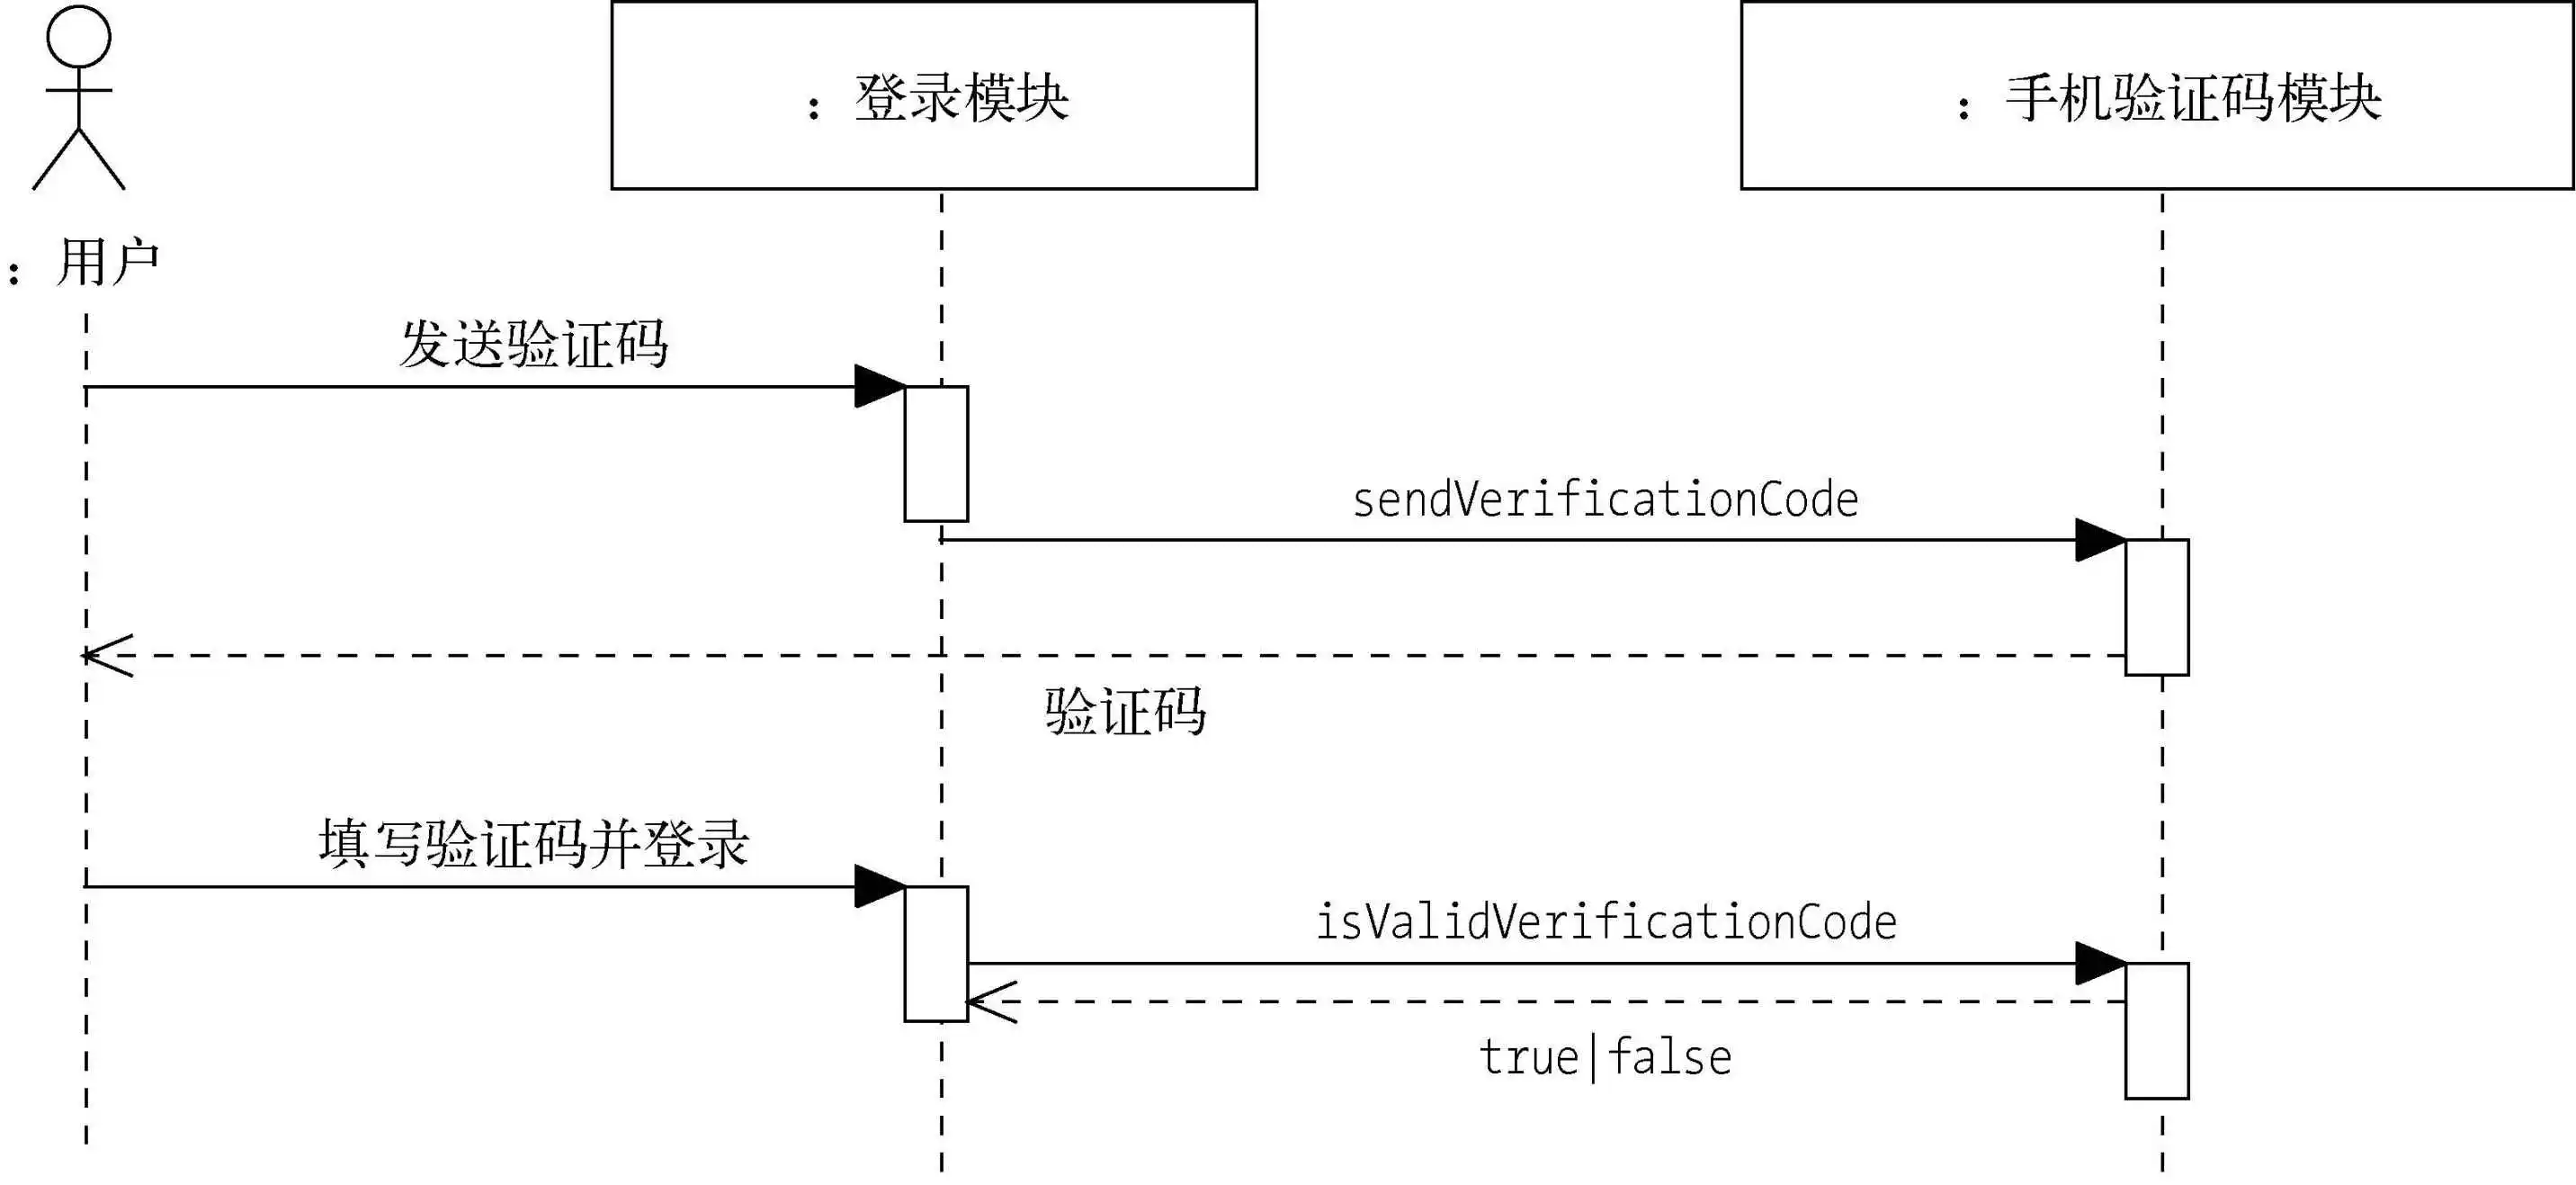 ：登录模块
：手机验证码模块
：用户
发送验证码
sendVerificationCode
验证码
填写验证码并登录
isValidVerificationCode
true|false